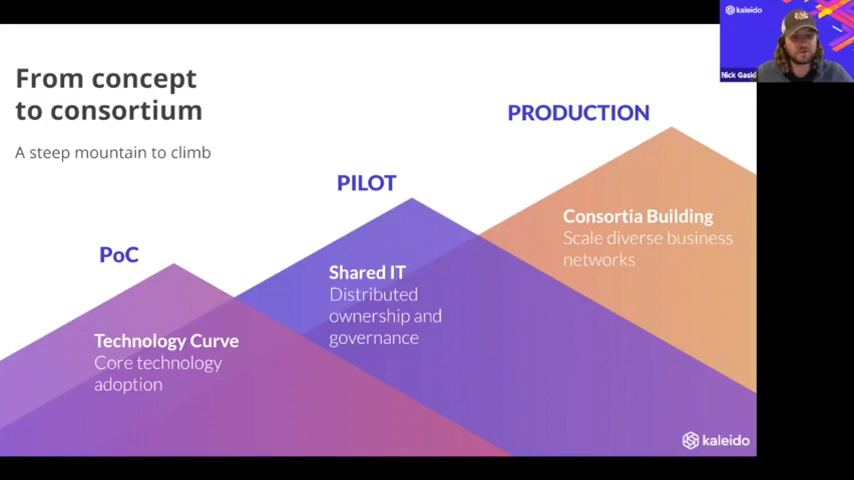 From concept
to consortium
A steep mountain to climb
PoC
Technology Curve
Core technology
adoption
PILOT
Shared IT
Distributed
ownership and
governance
PRODUCTION
Consortia Building
Scale diverse business
networks
kaleido
kaleido
Nick Gaski